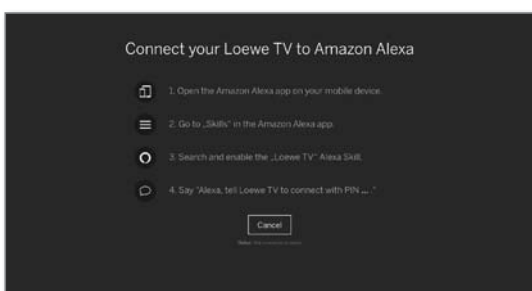 Connect your Loewe TV to Amazon Alexa
1. Open the Amazon Alexa app on your mobile device.
2. Go to „Skills" in the Amazon Alexa app.
3. Search and enable the „Loewe TV" Alexa Skill.
4. Say "Alexa, tell Loewe TV to connect with PIN ... ."
Cancel